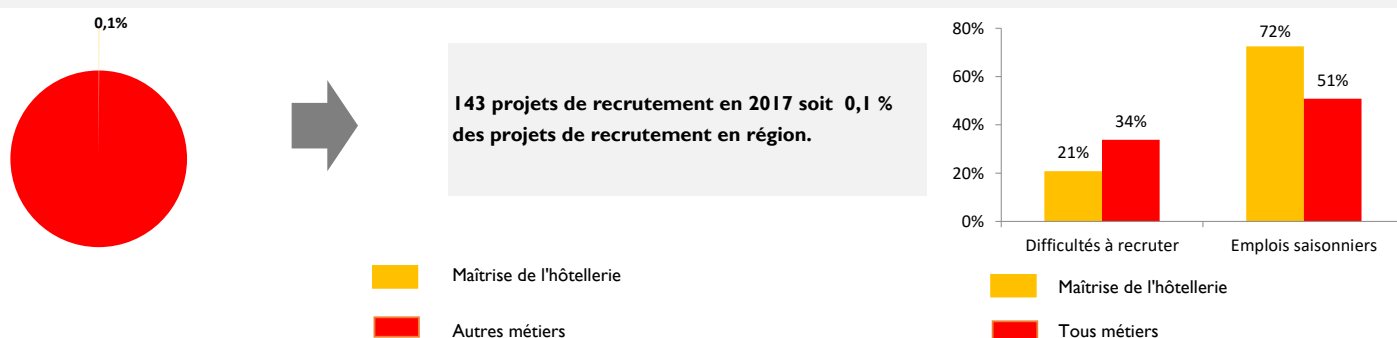 0,1%
143 projets de recrutement en 2017 soit 0,1 %
des projets de recrutement en région.
Maîtrise de l'hôtellerie
Autres métiers
80%
60%
40%
20%
0%
21%
34%
72%
51%
Difficultés à recruter
Emplois saisonniers
Maîtrise de l'hôtellerie
Tous métiers